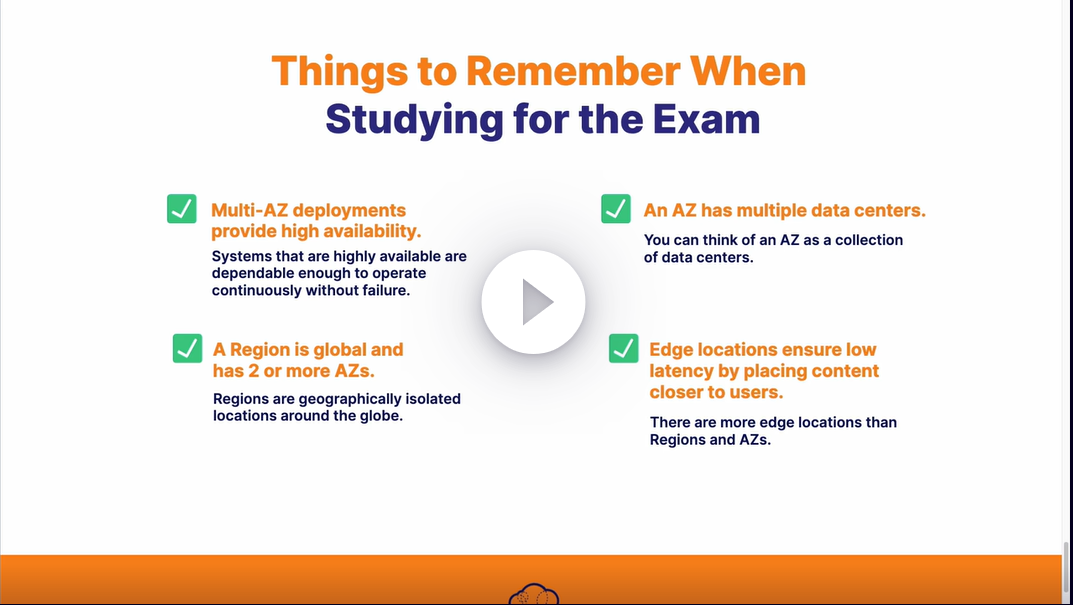 Things to Remember When
Studying for the Exam
Multi-AZ deployments
provide high availability.
Systems that are highly available are
dependable enough to operate
continuously without failure.
An AZ has multiple data centers.
You can think of an AZ as a collection
of data centers.
A Region is global and
has 2 or more AZs.
Regions are geographically isolated
locations around the globe.
Edge locations ensure low
latency by placing content
closer to users.
There are more edge locations than
Regions and AZs.